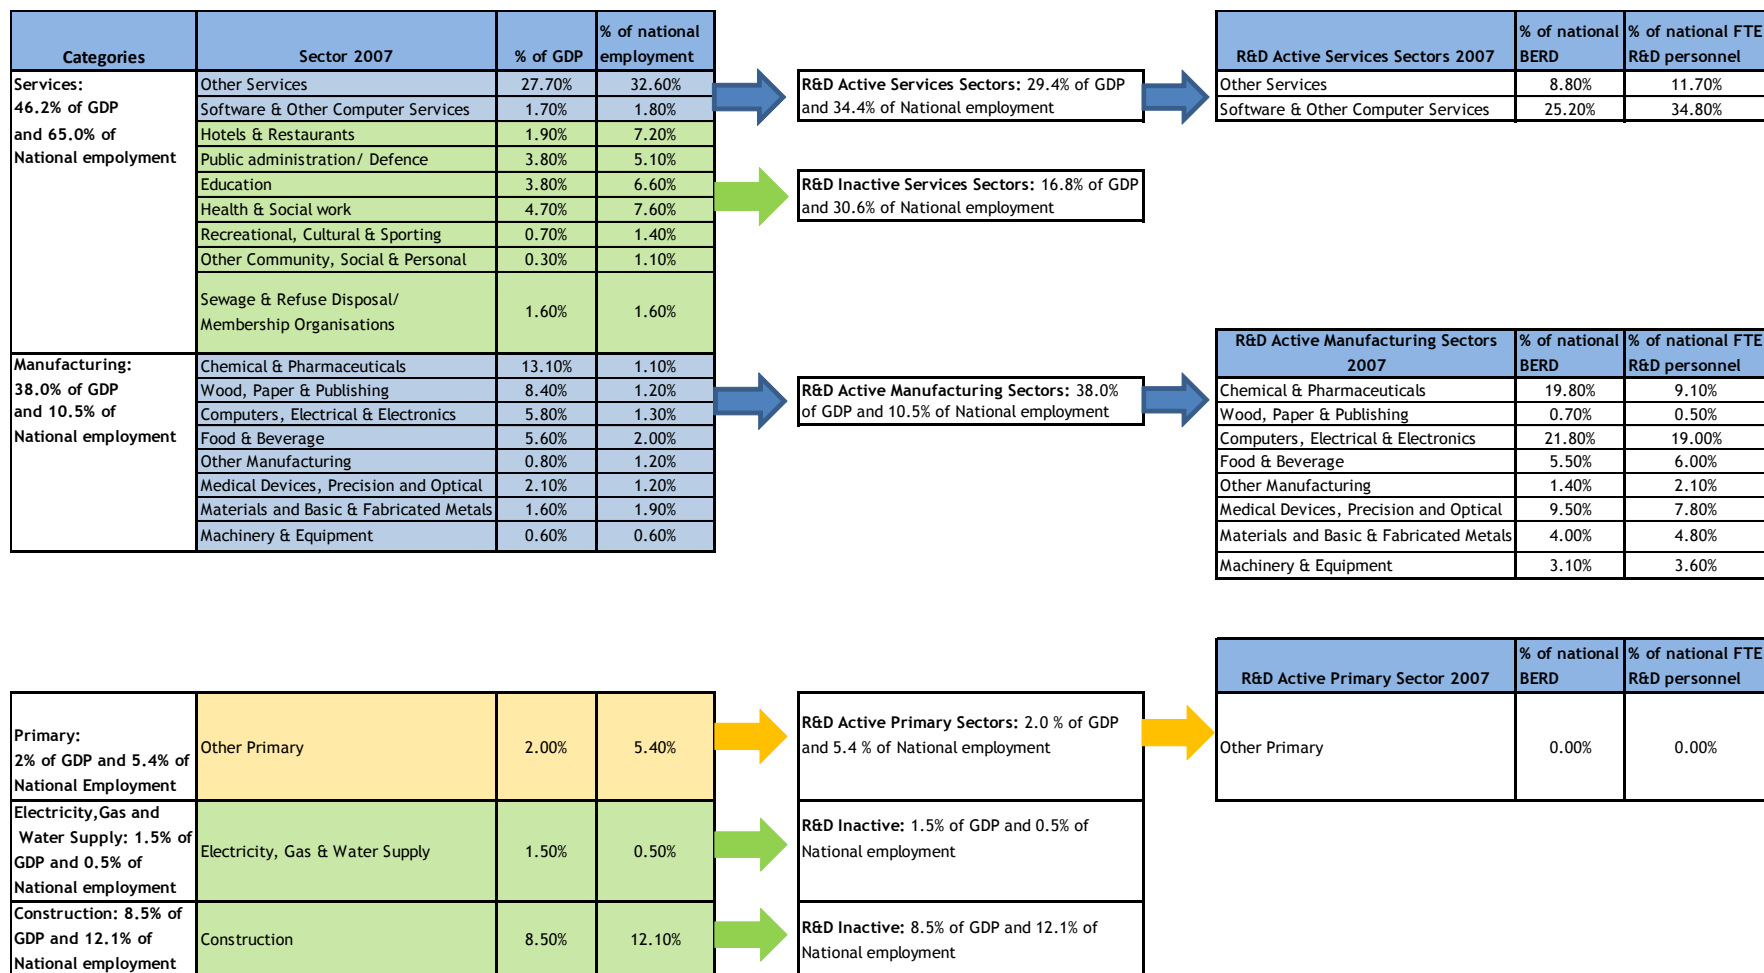 Categories
Sector 2007
% of GDP
% of national
employment
Services:
46.2% of GDP
and 65.0% of
National empolyment
Other Services 27.70% 32.60%
Software & Other Computer Services 1.70% 1.80%
Hotels & Restaurants 1.90% 7.20%
Public administration/ Defence 3.80% 5.10%
Education 3.80% 6.60%
Health & Social work 4.70% 7.60%
Recreational, Cultural & Sporting 0.70% 1.40%
Other Community, Social & Personal 0.30% 1.10%
Sewage & Refuse Disposal/
Membership Organisations
1.60% 1.60%
R&D Active Services Sectors: 29.4% of GDP
and 34.4% of National employment
R&D Inactive Services Sectors: 16.8% of GDP
and 30.6% of National employment
R&D Active Services Sectors 2007
% of national
BERD
% of national FTE
R&D personnel
Other Services 8.80% 11.70%
Software & Other Computer Services 25.20% 34.80%
Manufacturing:
38.0% of GDP
and 10.5% of
National employment
Chemical & Pharmaceuticals 13.10% 1.10%
Wood, Paper & Publishing 8.40% 1.20%
Computers, Electrical & Electronics 5.80% 1.30%
Food & Beverage 5.60% 2.00%
Other Manufacturing 0.80% 1.20%
Medical Devices, Precision and Optical 2.10% 1.20%
Materials and Basic & Fabricated Metals 1.60% 1.90%
Machinery & Equipment 0.60% 0.60%
R&D Active Manufacturing Sectors: 38.0%
of GDP and 10.5% of National employment
R&D Active Manufacturing Sectors
2007
% of national
BERD
% of national FTE
R&D personnel
Chemical & Pharmaceuticals 19.80% 9.10%
Wood, Paper & Publishing 0.70% 0.50%
Computers, Electrical & Electronics 21.80% 19.00%
Food & Beverage 5.50% 6.00%
Other Manufacturing 1.40% 2.10%
Medical Devices, Precision and Optical 9.50% 7.80%
Materials and Basic & Fabricated Metals 4.00% 4.80%
Machinery & Equipment 3.10% 3.60%
Primary:
2% of GDP and 5.4% of
National Employment
Other Primary 2.00% 5.40%
R&D Active Primary Sectors: 2.0 % of GDP
and 5.4 % of National employment
R&D Active Primary Sector 2007
% of national
BERD
% of national FTE
R&D personnel
Other Primary 0.00% 0.00%
Electricity,Gas and
Water Supply: 1.5% of
GDP and 0.5% of
National employment
Electricity, Gas & Water Supply 1.50% 0.50%
R&D Inactive: 1.5% of GDP and 0.5% of
National employment
Construction: 8.5% of
GDP and 12.1% of
National employment
Construction 8.50% 12.10%
R&D Inactive: 8.5% of GDP and 12.1% of
National employment